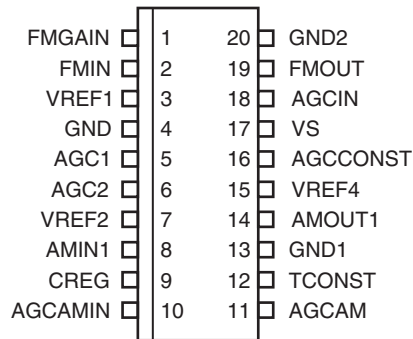 FMGAIN 1 20 GND2
FMIN 2 19 FMOUT
VREF1 3 18 AGCIN
GND 4 17 VS
AGC1 5 16 AGCCONST
AGC2 6 15 VREF4
VREF2 7 14 AMOUT1
AMIN1 8 13 GND1
CREG 9 12 TCONST
AGCAMIN 10 11 AGCAM